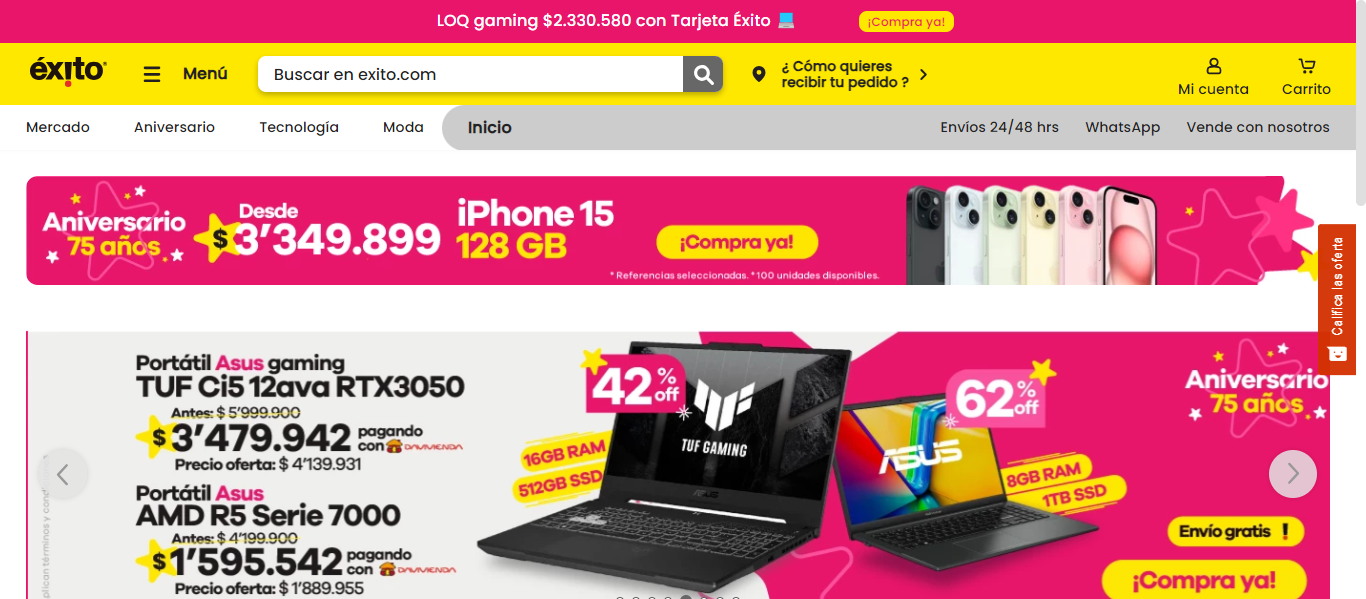 LOQ gaming $2.330.580 con Tarjeta Éxito
¡Compra ya!
éxito
Menú
Buscar en exito.com
¿ Cómo quieres
recibir tu pedido ?
Mi cuenta
Carrito
Mercado
Aniversario
Tecnología
Moda
Inicio
Envíos 24/48 hrs
WhatsApp
Vende con nosotros
Aniversario
75 años.
Desde
$3'349.899
iPhone 15
128 GB
¡Compra ya!
* Referencias seleccionadas. *100 unidades disponibles.
Califica las oferta
Portátil Asus gaming
TUF Ci5 12ava RTX3050
Antes: $ 5'999.900
$3'479.942 pagando
con DAVIVIENDA
Precio oferta: $ 4'139.931
Portátil Asus
AMD R5 Serie 7000
Antes: $ 4'199.900
$1'595.542 pagando
con DAVIVIENDA
Precio oferta: $ 1'889.955
42% off
16GB RAM
512GB SSD
TUF GAMING
62% off
ASUS
8GB RAM
1TB SSD
Aniversario
75 años.
Envío gratis !
¡Compra ya!
plican términos y cond